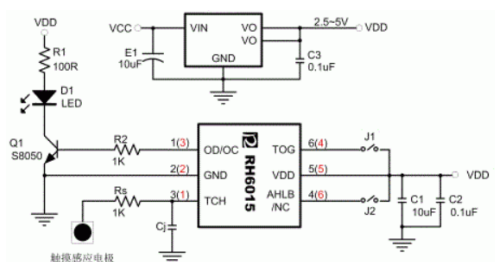 VDD
R1
100R
D1
LED
Q1
S8050
R2
1K
Rs
1K
Cj
触摸感应电极
VCC
E1
10uF
VIN
VO
VO
GND
2.5~5V
VDD
C3
0.1uF
1(3)
2(2)
3(1)
OD/OC
GND
TCH
RH6015
TOG
VDD
AHLB
/NC
6(4)
5(5)
4(6)
J1
J2
VDD
C1
10uF
C2
0.1uF